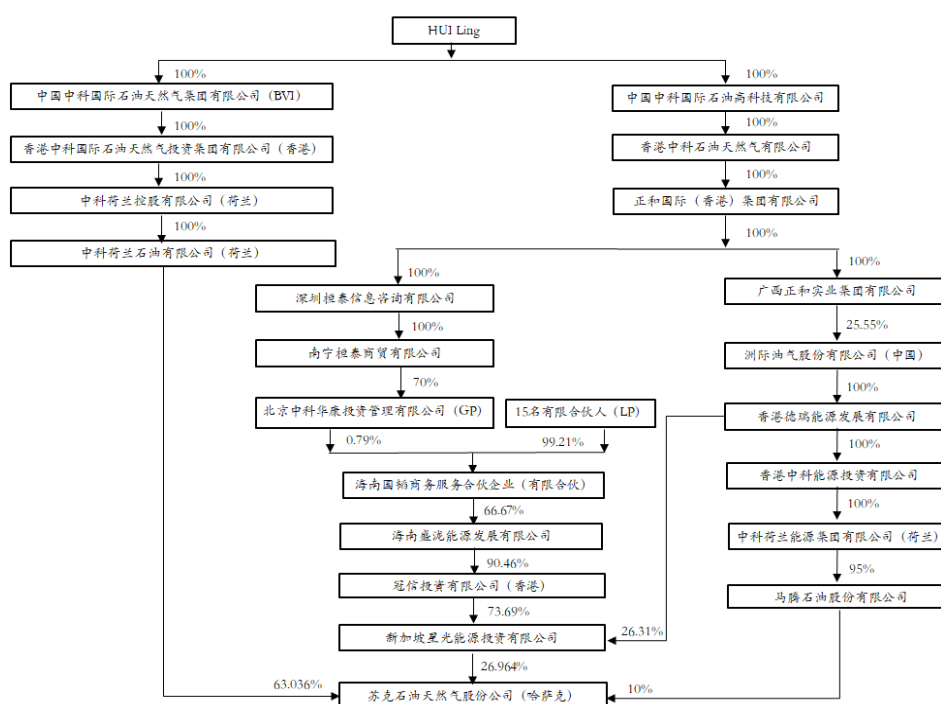 HUI Ling
100%
100%
中国中科国际石油天然气集团有限公司（BVI）
中国中科国际石油高科技有限公司
100%
100%
香港中科国际石油天然气投资集团有限公司（香港）
香港中科石油天然气有限公司
100%
100%
中科荷兰控股有限公司（荷兰）
正和国际（香港）集团有限公司
100%
100%
中科荷兰石油有限公司（荷兰）
100%
100%
深圳桓泰信息咨询有限公司
广西正和实业集团有限公司
100%
25.55%
南宁桓泰商贸有限公司
洲际油气股份有限公司（中国）
70%
100%
北京中科华康投资管理有限公司（GP）
15名有限合伙人（LP）
香港德瑞能源发展有限公司
0.79%
99.21%
100%
海南国韬商务服务合伙企业（有限合伙）
香港中科能源投资有限公司
66.67%
100%
海南盛泷能源发展有限公司
中科荷兰能源集团有限公司（荷兰）
90.46%
95%
冠信投資有限公司（香港）
马腾石油股份有限公司
73.69%
新加坡星光能源投资有限公司
26.31%
26.964%
63.036%
10%
苏克石油天然气股份公司（哈萨克）